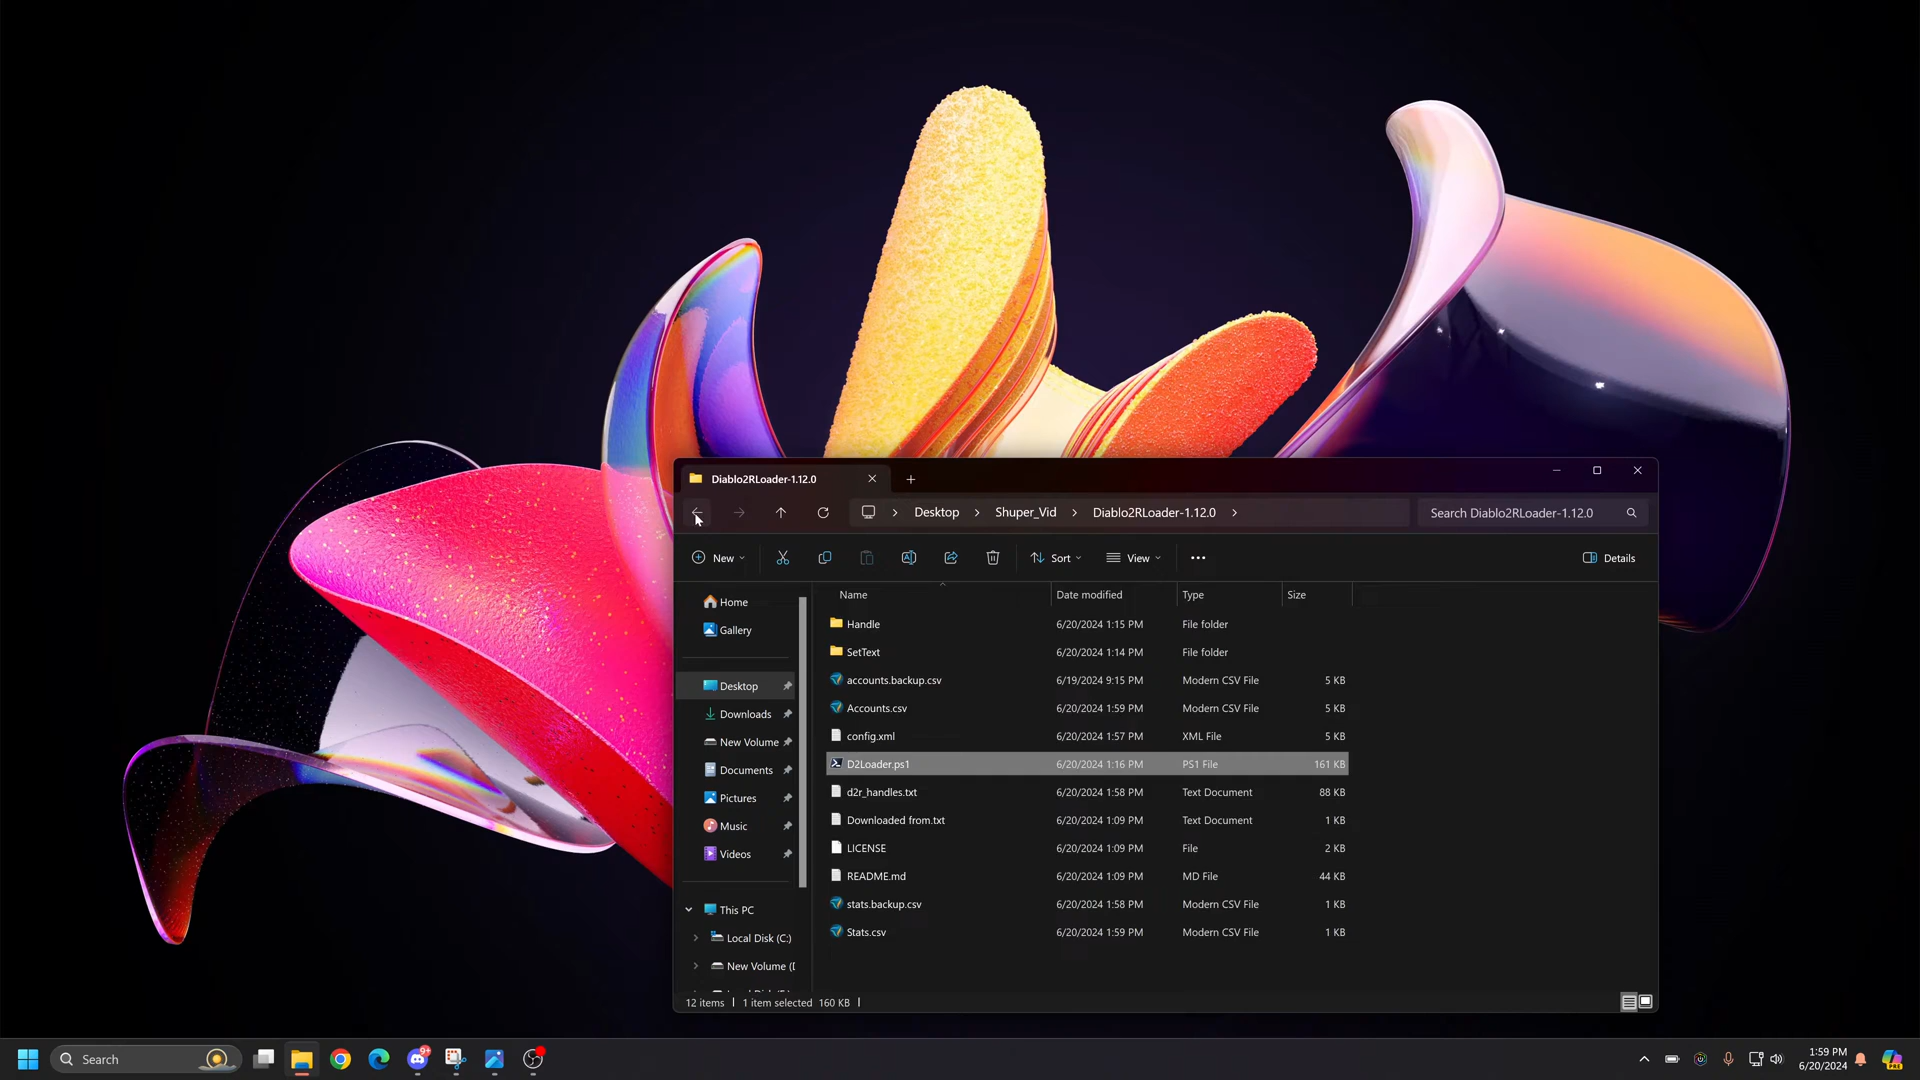 Diablo2RLoader-1.12.0
Desktop Shuper_Vid Diablo2RLoader-1.12.0 Search Diablo2RLoader-1.12.0
New Sort View Details
Name Date modified Type Size
Home
Gallery
Desktop
Downloads
New Volume
Documents
Pictures
Music
Videos
This PC
Local Disk (C:)
New Volume (D
Handle 6/20/2024 1:15 PM File folder
SetText 6/20/2024 1:14 PM File folder
accounts.backup.csv 6/19/2024 9:15 PM Modern CSV File 5 KB
Accounts.csv 6/20/2024 1:59 PM Modern CSV File 5 KB
config.xml 6/20/2024 1:57 PM XML File 5 KB
D2Loader.ps1 6/20/2024 1:16 PM PS1 File 161 KB
d2r_handles.txt 6/20/2024 1:58 PM Text Document 88 KB
Downloaded from.txt 6/20/2024 1:09 PM Text Document 1 KB
LICENSE 6/20/2024 1:09 PM File 2 KB
README.md 6/20/2024 1:09 PM MD File 44 KB
stats.backup.csv 6/20/2024 1:58 PM Modern CSV File 1 KB
Stats.csv 6/20/2024 1:59 PM Modern CSV File 1 KB
12 items 1 item selected 160 KB
Search 9+ 1:59 PM
6/20/2024 PRE